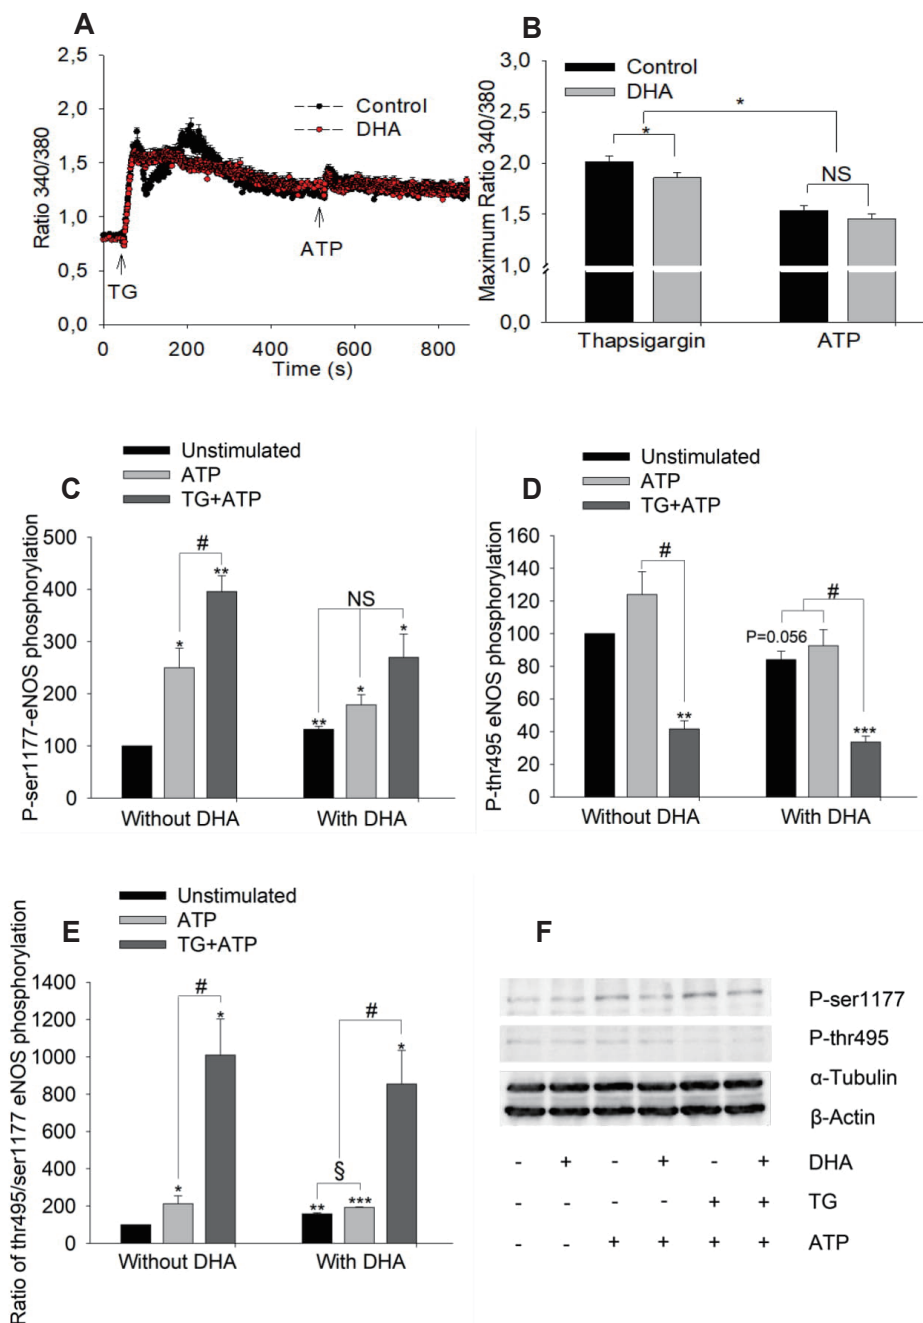 A
2,5
2,0
1,5
1,0
0,5
0,0
Ratio 340/380
Control
DHA
TG
ATP
0
200
400
600
800
Time (s)
B
3,0
2,5
2,0
1,5
1,0
0,0
Maximum Ratio 340/380
Control
DHA
*
*
NS
Thapsigargin
ATP
C
Unstimulated
ATP
TG+ATP
500
400
300
200
100
0
P-ser1177-eNOS phosphorylation
#
**
*
NS
*
*
**
Without DHA
With DHA
D
Unstimulated
ATP
TG+ATP
160
140
120
100
80
60
40
20
0
P-thr495 eNOS phosphorylation
#
**
#
P=0.056
***
Without DHA
With DHA
E
Unstimulated
ATP
TG+ATP
1400
1200
1000
800
600
400
200
0
Ratio of thr495/ser1177 eNOS phosphorylation
#
*
*
#
*
§
**
***
Without DHA
With DHA
F
P-ser1177
P-thr495
α-Tubulin
β-Actin
- + - + - + DHA
- - - - + + TG
- - + + + + ATP